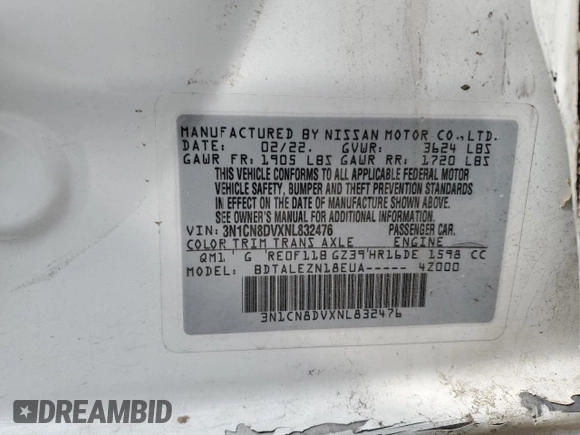 MANUFACTURED BY NISSAN MOTOR CO.,LTD.
DATE: 02/22. GVWR: 3624 LBS
GAWR FR: 1905 LBS GAWR RR: 1720 LBS
THIS VEHICLE CONFORMS TO ALL APPLICABLE FEDERAL MOTOR
VEHICLE SAFETY, BUMPER AND THEFT PREVENTION STANDARDS
IN EFFECT ON THE DATE OF MANUFACTURE SHOWN ABOVE.
SEE OWNER'S MANUAL FOR ADDITIONAL INFORMATION.
VIN: 3N1CN8DVXNL832476 PASSENGER CAR.
COLOR TRIM TRANS AXLE ENGINE
QM1 G RE0F11B GZ39 HR16DE 1598 CC
MODEL: BDTALEZN18EUA----- 4Z000
3N1CN8DVXNL832476
DREAMBID